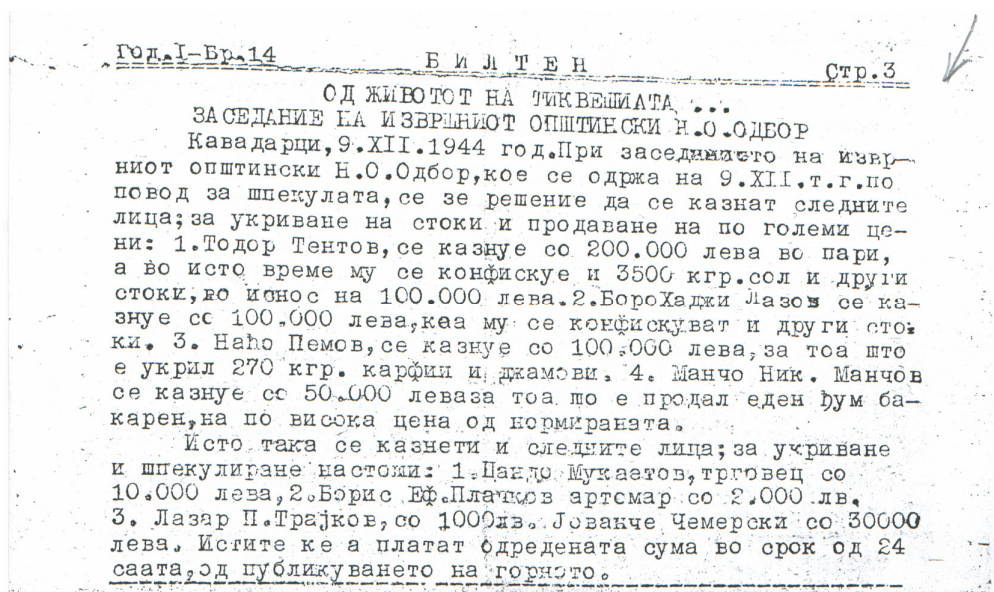 Год.I-Бр.14 БИЛТЕН Стр.3
ОД ЖИВОТОТ НА ТИКВЕШИАТА ...
ЗАСЕДАНИЕ НА ИЗВРШНИОТ ОПШТИНСКИ Н.О.ОДБОР
Кавадарци,9.XII.1944 год.При заседанието на извр-
ниот општински Н.О.Одбор,кое се одржа на 9.XII.т.г.по
повод за шпекулата,се зе решение да се казнат следните
лица;за укриване на стоки и продаване на по големи це-
ни: 1.Тодор Тентов,се казнуе со 200.000 лева во пари,
а во исто време му се конфискуе и 3500 кгр.сол и други
стоки,во износ на 100.000 лева.2.БороХаджи Лазов се ка-
знуе со 100.000 лева,каа му се конфискуват и други сто-
ки. 3. Наћо Пемов,се казнуе со 100.000 лева,за тоа што
е укрил 270 кгр. карфии и джамови. 4. Манчо Ник. Манчов
се казнуе со 50.000 леваза тоа що е продал еден ђум ба-
карен,на по висока цена од нормираната.
Исто така се казнети и следните лица;за укриване
и шпекулиране настоки: 1.Пандо Мукаетов,трговец со
10.000 лева,2.Борис Еф.Платков артсмар со 2.000 лв.
3. Лазар П.Трајков,со 1000лв. Јованче Чемерски со 30000
лева. Истите ке а платат одредената сума во срок од 24
саата,од публикуването на горното.